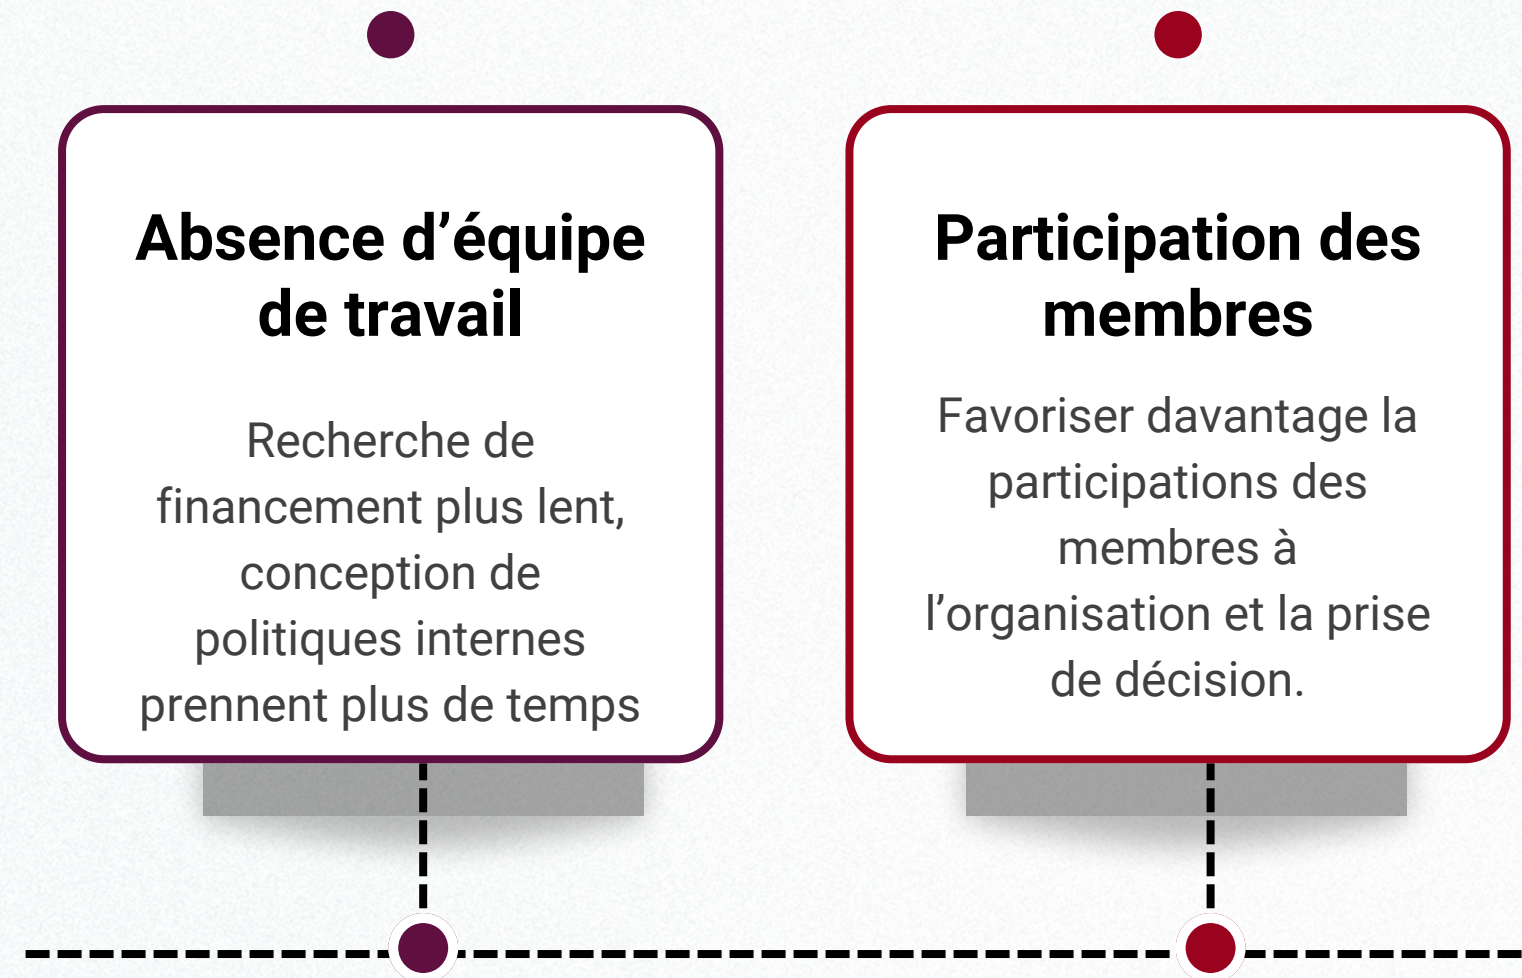 Absence d’équipe
de travail
Recherche de
financement plus lent,
conception de
politiques internes
prennent plus de temps
Participation des
membres
Favoriser davantage la
participations des
membres à
l’organisation et la prise
de décision.